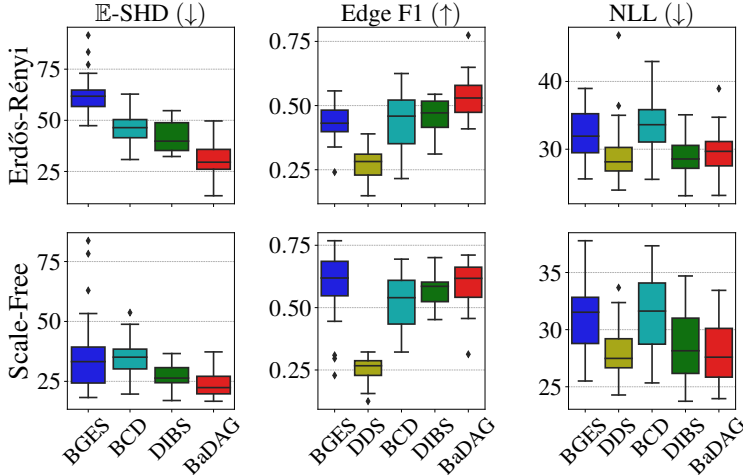 𝔼-SHD (↓) Edge F1 (↑) NLL (↓)
Erdős-Rényi
75
50
25
0.75
0.50
0.25
40
30
Scale-Free
75
50
25
0.75
0.50
0.25
35
30
25
BGES BCD DIBS BaDAG
BGES DDS BCD DIBS BaDAG
BGES DDS BCD DIBS BaDAG